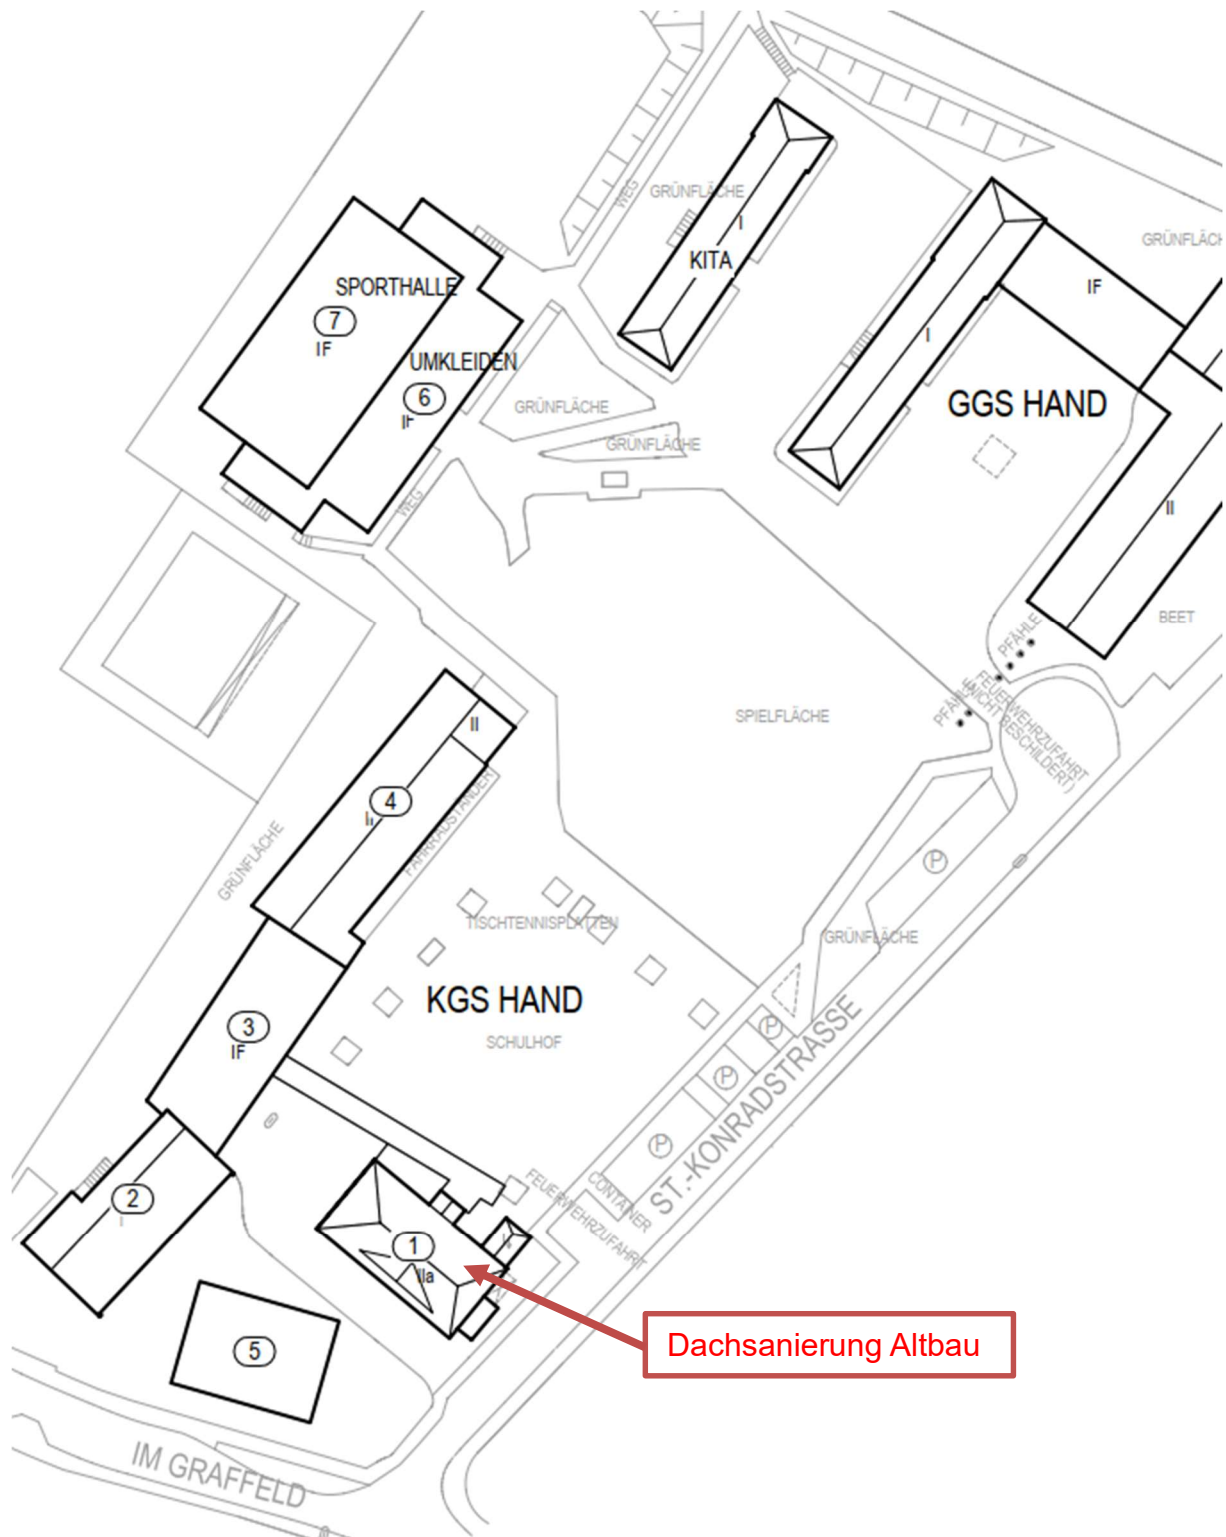 GRÜNFLÄCHE
WEG
I
KITA
GRÜNFLÄCH
IF
SPORTHALLE
7
IF
UMKLEIDEN
6
IF
I
GGS HAND
GRÜNFLÄCHE
GRÜNFLÄCHE
WEG
II
BEET
PFÄHLE
PFÄHLE
FEUERWEHRZUFAHRT
(NICHT BESCHILDERT)
SPIELFLÄCHE
II
4
FAHRRADSTÄNDER
GRÜNFLÄCHE
P
TISCHTENNISPLATTEN
GRÜNFLÄCHE
KGS HAND
SCHULHOF
3
IF
P
P
P
ST.-KONRADSTRASSE
CONTAINER
FEUERWEHRZUFAHRT
2
I
1
IIa
Dachsanierung Altbau
5
IM GRAFFELD